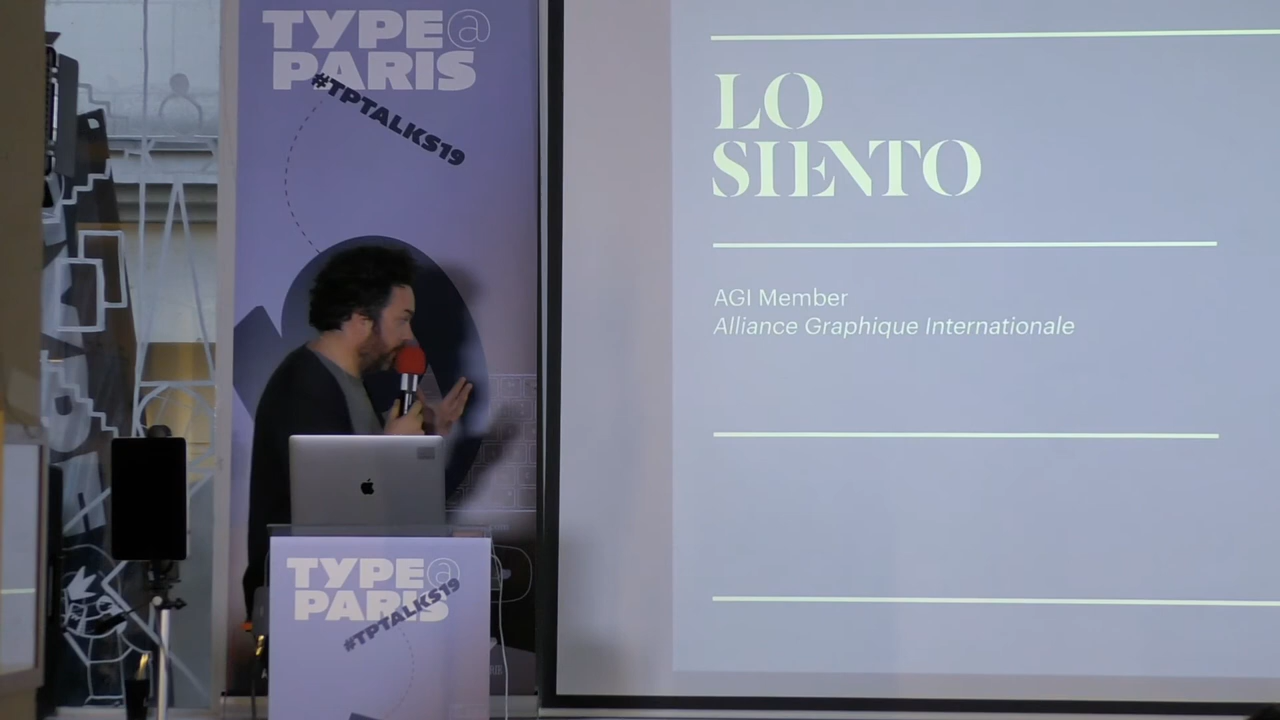 TYPE@
PARIS
#TPTALKS19
LO
SIENTO
AGI Member
Alliance Graphique Internationale
TYPE@
PARIS
#TPTALKS19